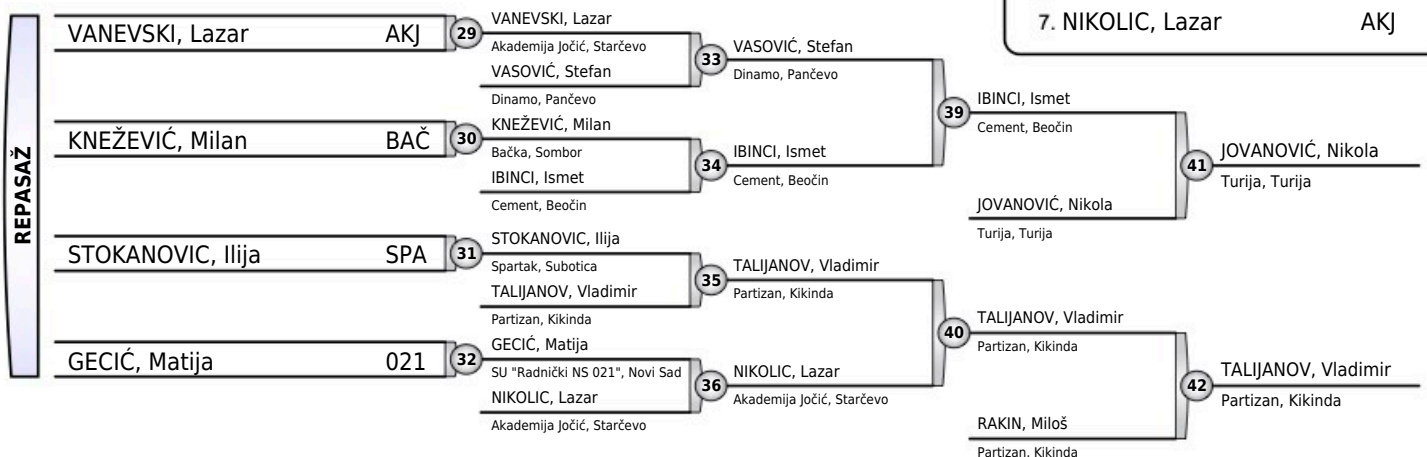 7. NIKOLIC, Lazar AKJ
REPASAŽ
VANEVSKI, Lazar AKJ
KNEŽEVIĆ, Milan BAČ
STOKANOVIC, Ilija SPA
GECIĆ, Matija 021
29
VANEVSKI, Lazar
Akademija Jočić, Starčevo
VASOVIĆ, Stefan
Dinamo, Pančevo
30
KNEŽEVIĆ, Milan
Bačka, Sombor
IBINCI, Ismet
Cement, Beočin
31
STOKANOVIC, Ilija
Spartak, Subotica
TALIJANOV, Vladimir
Partizan, Kikinda
32
GECIĆ, Matija
SU "Radnički NS 021", Novi Sad
NIKOLIC, Lazar
Akademija Jočić, Starčevo
33
VASOVIĆ, Stefan
Dinamo, Pančevo
34
IBINCI, Ismet
Cement, Beočin
35
TALIJANOV, Vladimir
Partizan, Kikinda
36
NIKOLIC, Lazar
Akademija Jočić, Starčevo
39
IBINCI, Ismet
Cement, Beočin
JOVANOVIĆ, Nikola
Turija, Turija
40
TALIJANOV, Vladimir
Partizan, Kikinda
RAKIN, Miloš
Partizan, Kikinda
41
JOVANOVIĆ, Nikola
Turija, Turija
42
TALIJANOV, Vladimir
Partizan, Kikinda